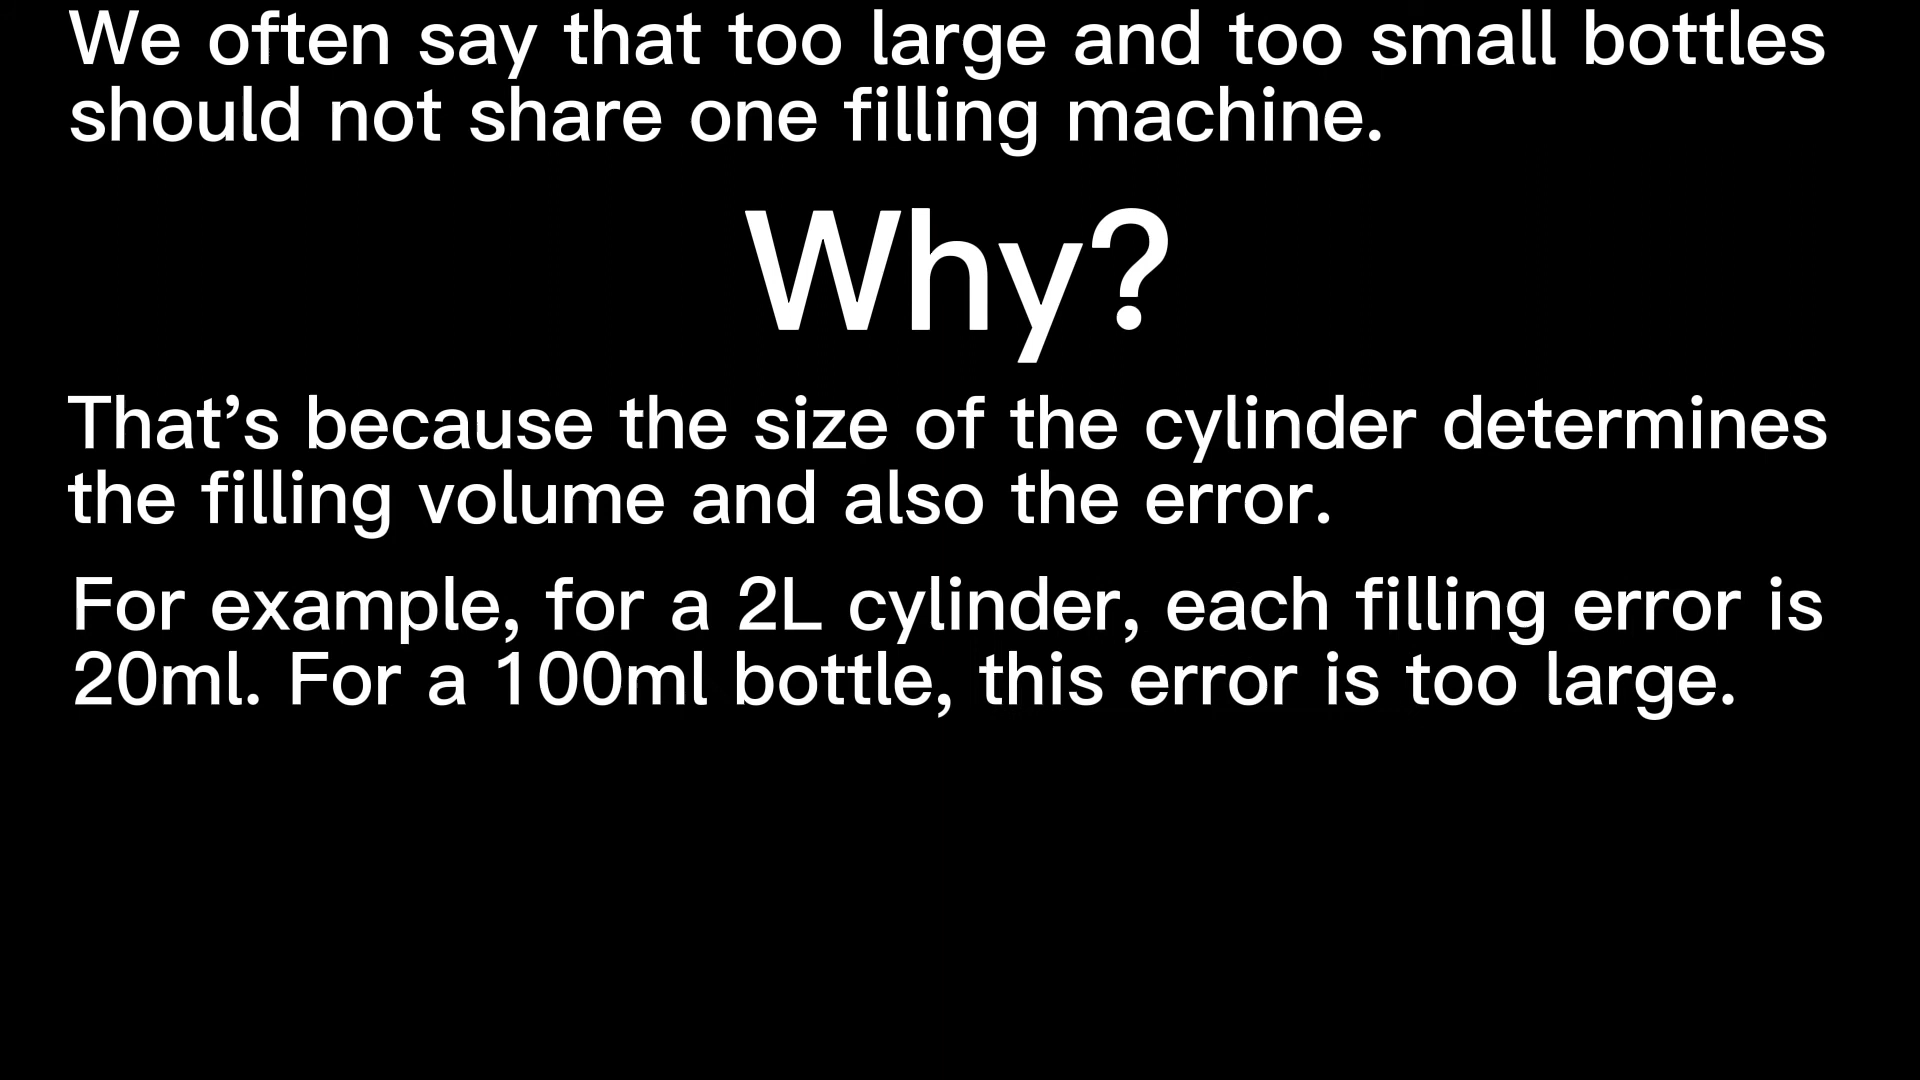 We often say that too large and too small bottles
should not share one filling machine.
Why?
That’s because the size of the cylinder determines
the filling volume and also the error.
For example, for a 2L cylinder, each filling error is
20ml. For a 100ml bottle, this error is too large.